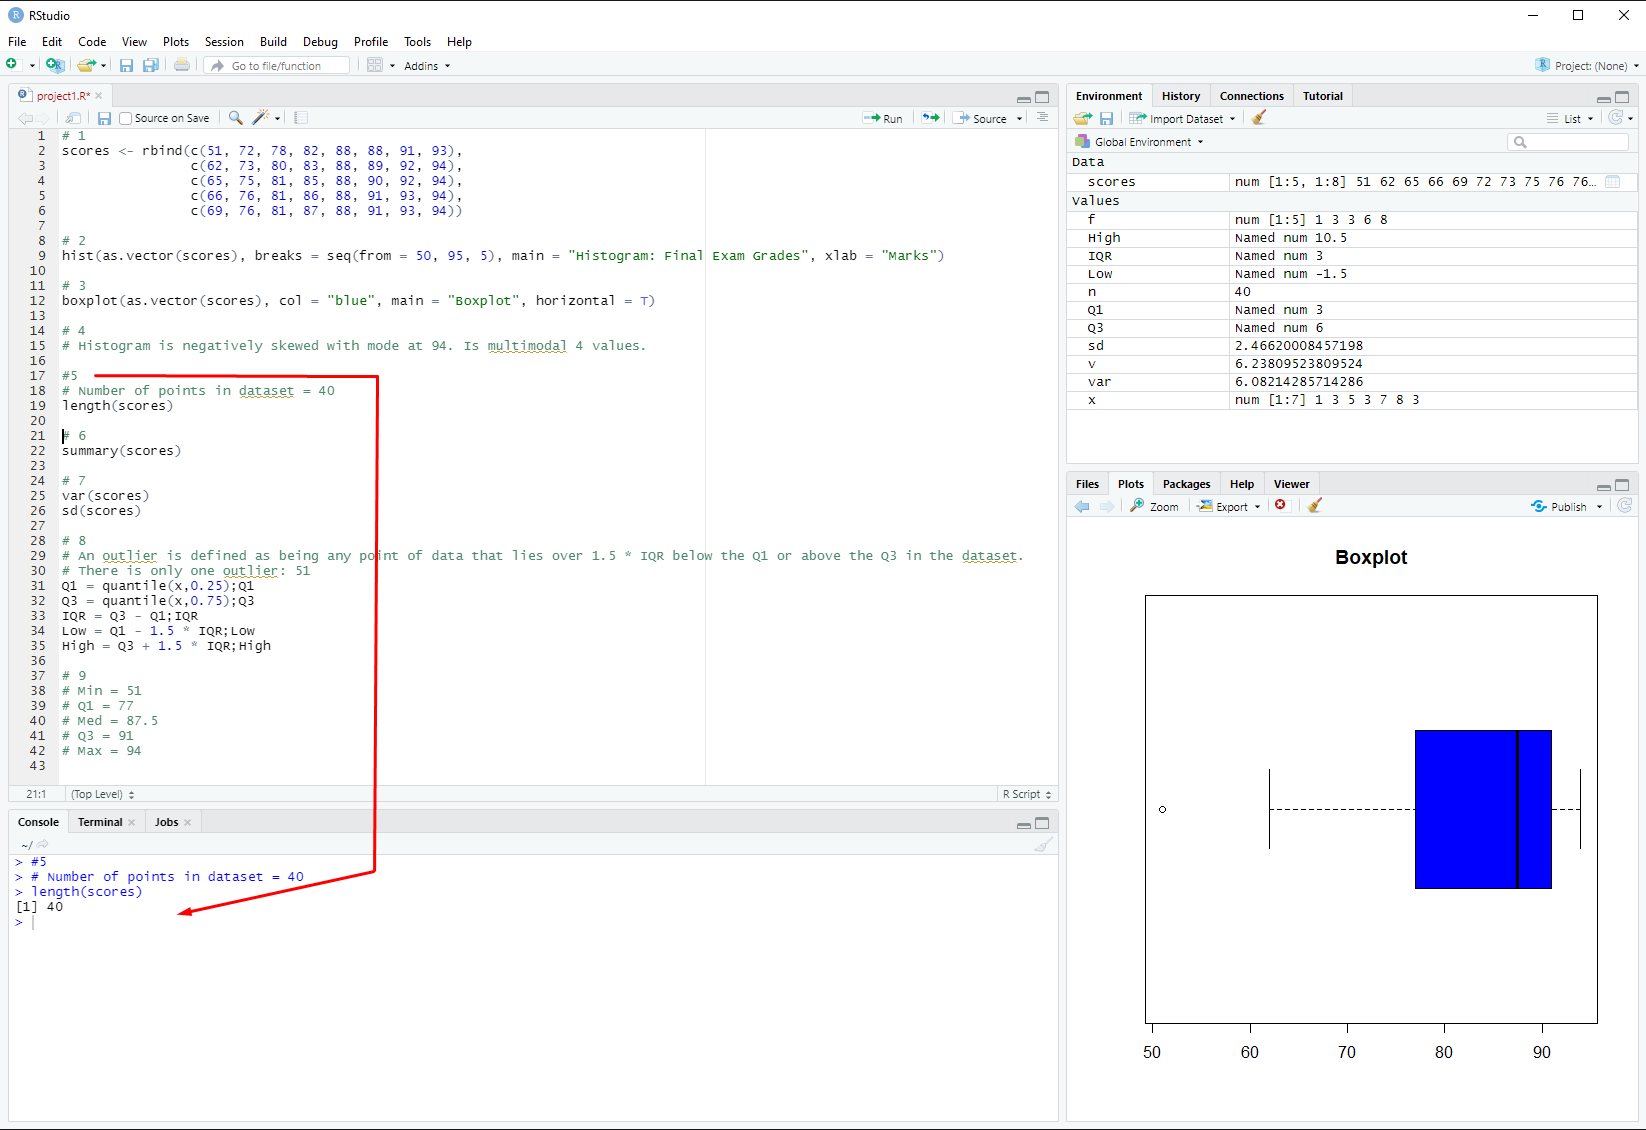 RStudio
File Edit Code View Plots Session Build Debug Profile Tools Help
Go to file/function Addins Project: (None)
project1.R*
Source on Save Run Source
1 # 1
2 scores <- rbind(c(51, 72, 78, 82, 88, 88, 91, 93),
3 c(62, 73, 80, 83, 88, 89, 92, 94),
4 c(65, 75, 81, 85, 88, 90, 92, 94),
5 c(66, 76, 81, 86, 88, 91, 93, 94),
6 c(69, 76, 81, 87, 88, 91, 93, 94))
7
8 # 2
9 hist(as.vector(scores), breaks = seq(from = 50, 95, 5), main = "Histogram: Final Exam Grades", xlab = "Marks")
10
11 # 3
12 boxplot(as.vector(scores), col = "blue", main = "Boxplot", horizontal = T)
13
14 # 4
15 # Histogram is negatively skewed with mode at 94. Is multimodal 4 values.
16
17 #5
18 # Number of points in dataset = 40
19 length(scores)
20
21 # 6
22 summary(scores)
23
24 # 7
25 var(scores)
26 sd(scores)
27
28 # 8
29 # An outlier is defined as being any point of data that lies over 1.5 * IQR below the Q1 or above the Q3 in the dataset.
30 # There is only one outlier: 51
31 Q1 = quantile(x,0.25);Q1
32 Q3 = quantile(x,0.75);Q3
33 IQR = Q3 - Q1;IQR
34 Low = Q1 - 1.5 * IQR;Low
35 High = Q3 + 1.5 * IQR;High
36
37 # 9
38 # Min = 51
39 # Q1 = 77
40 # Med = 87.5
41 # Q3 = 91
42 # Max = 94
43
21:1 (Top Level) R Script
Console Terminal Jobs
~/
> #5
> # Number of points in dataset = 40
> length(scores)
[1] 40
>
Environment History Connections Tutorial
Import Dataset List
Global Environment
Data
scores num [1:5, 1:8] 51 62 65 66 69 72 73 75 76 76…
Values
f num [1:5] 1 3 3 6 8
High Named num 10.5
IQR Named num 3
Low Named num -1.5
n 40
Q1 Named num 3
Q3 Named num 6
sd 2.46620008457198
v 6.23809523809524
var 6.08214285714286
x num [1:7] 1 3 5 3 7 8 3
Files Plots Packages Help Viewer
Zoom Export Publish
Boxplot
50 60 70 80 90